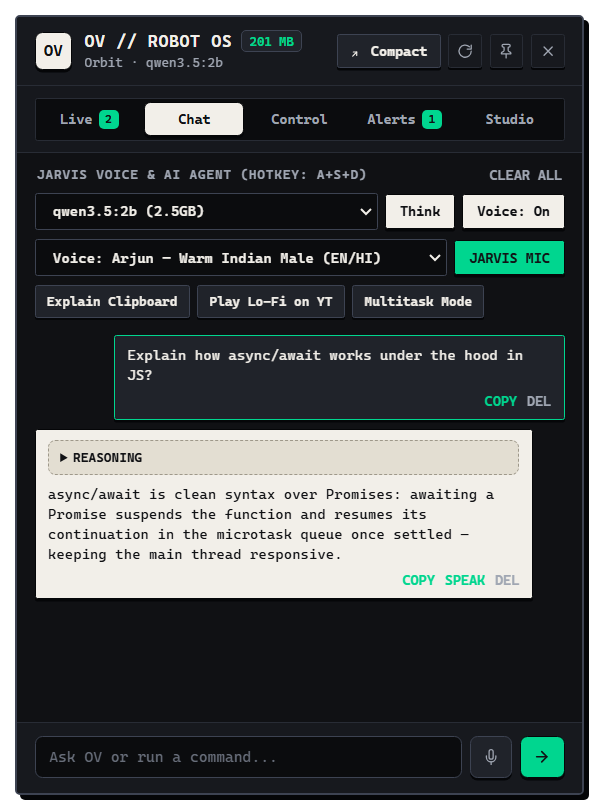 OV
OV // ROBOT OS
201 MB
Orbit · qwen3.5:2b
Compact
Live 2
Chat
Control
Alerts 1
Studio
JARVIS VOICE & AI AGENT (HOTKEY: A+S+D)
CLEAR ALL
qwen3.5:2b (2.5GB)
Think
Voice: On
Voice: Arjun — Warm Indian Male (EN/HI)
JARVIS MIC
Explain Clipboard
Play Lo-Fi on YT
Multitask Mode
Explain how async/await works under the hood in
JS?
COPY DEL
REASONING
async/await is clean syntax over Promises: awaiting a
Promise suspends the function and resumes its
continuation in the microtask queue once settled —
keeping the main thread responsive.
COPY SPEAK DEL
Ask OV or run a command...